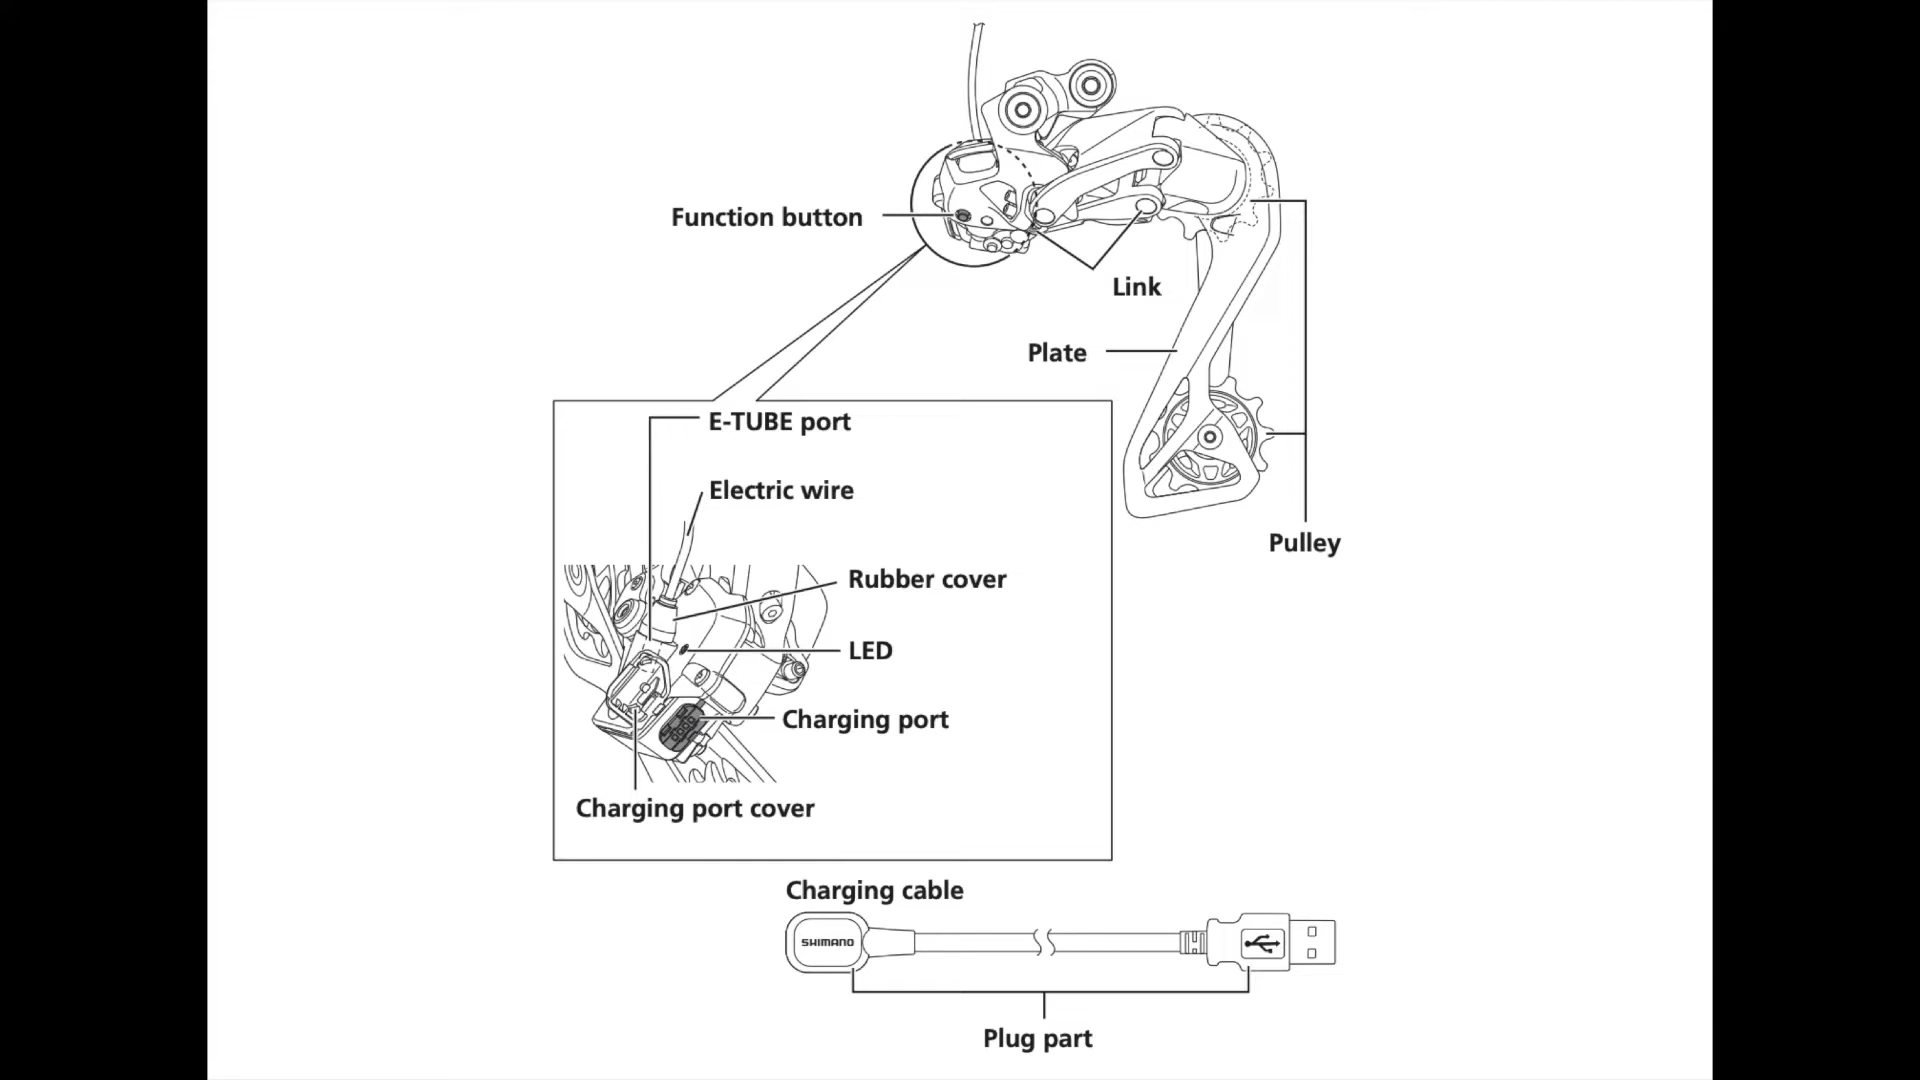 Function button
Link
Plate
E-TUBE port
Electric wire
Pulley
Rubber cover
LED
Charging port
Charging port cover
Charging cable
SHIMANO
Plug part